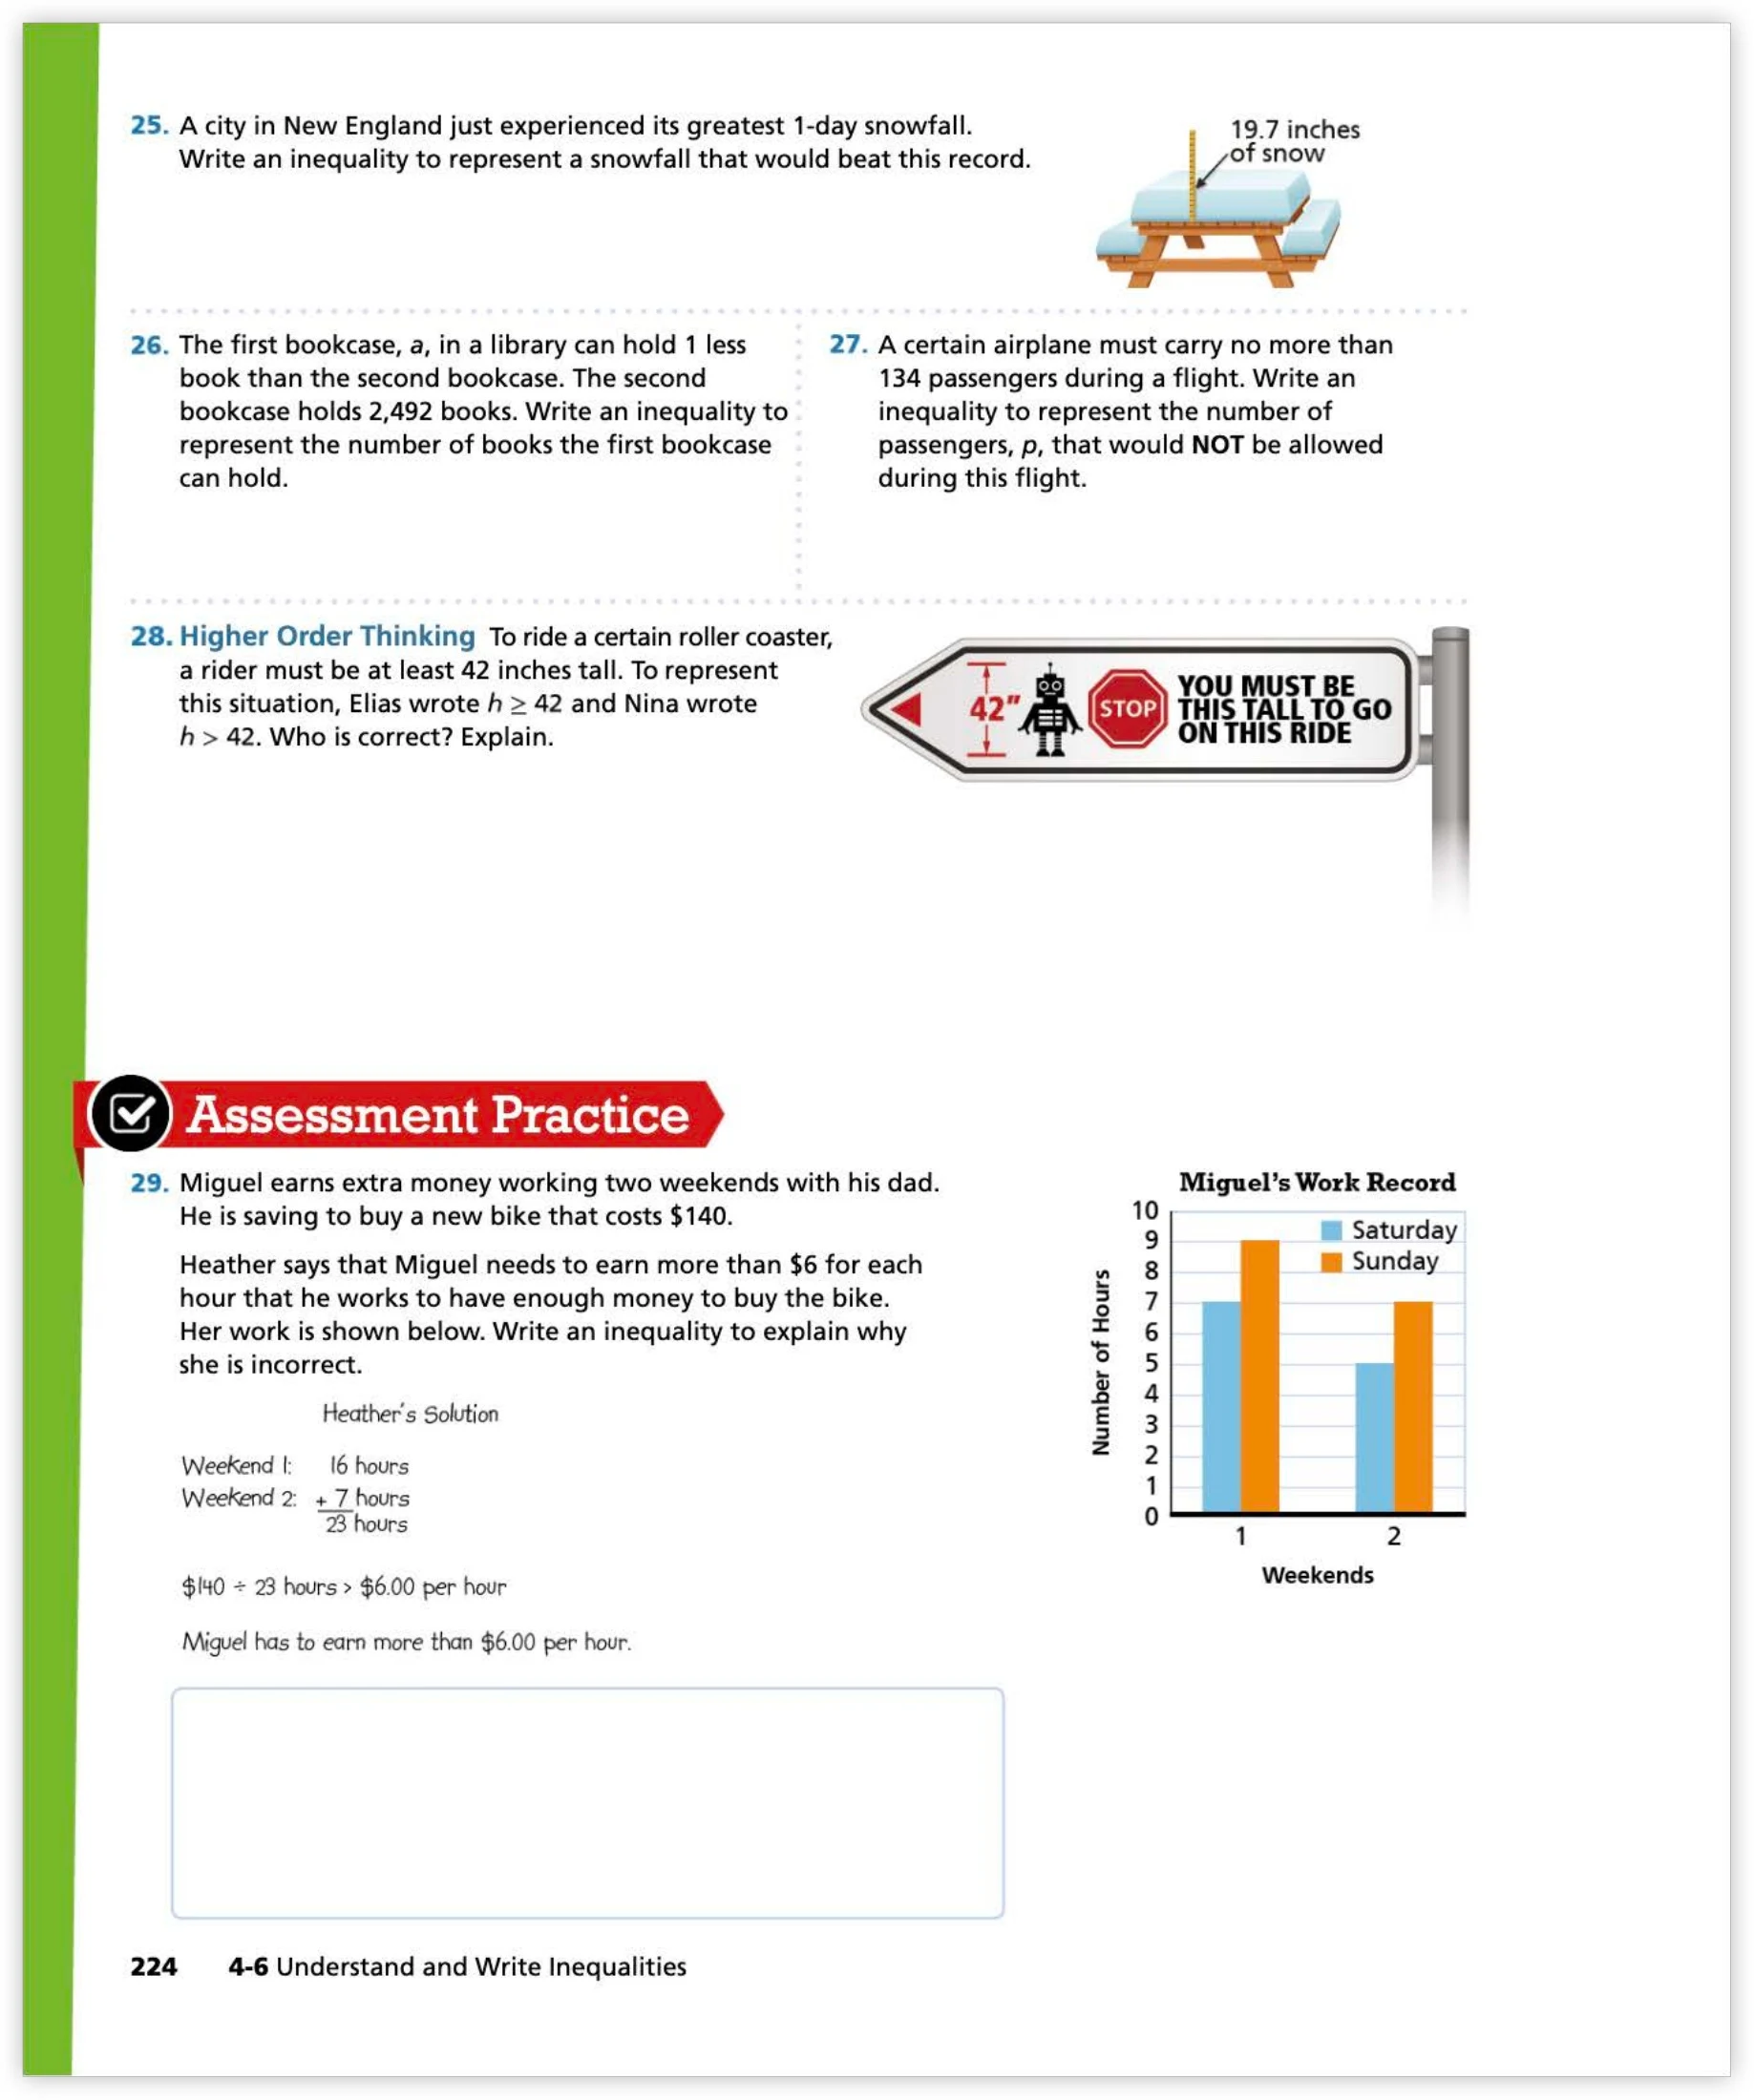 25. A city in New England just experienced its greatest 1-day snowfall.
Write an inequality to represent a snowfall that would beat this record.
19.7 inches
of snow
26. The first bookcase, a, in a library can hold 1 less
book than the second bookcase. The second
bookcase holds 2,492 books. Write an inequality to
represent the number of books the first bookcase
can hold.
27. A certain airplane must carry no more than
134 passengers during a flight. Write an
inequality to represent the number of
passengers, p, that would NOT be allowed
during this flight.
28. Higher Order Thinking To ride a certain roller coaster,
a rider must be at least 42 inches tall. To represent
this situation, Elias wrote h ≥ 42 and Nina wrote
h > 42. Who is correct? Explain.
42"
STOP
YOU MUST BE
THIS TALL TO GO
ON THIS RIDE
Assessment Practice
29. Miguel earns extra money working two weekends with his dad.
He is saving to buy a new bike that costs $140.
Heather says that Miguel needs to earn more than $6 for each
hour that he works to have enough money to buy the bike.
Her work is shown below. Write an inequality to explain why
she is incorrect.
Heather's Solution
Weekend 1: 16 hours
Weekend 2: + 7 hours
23 hours
$140 ÷ 23 hours > $6.00 per hour
Miguel has to earn more than $6.00 per hour.
Miguel's Work Record
Number of Hours
10
9
8
7
6
5
4
3
2
1
0
Saturday
Sunday
1 2
Weekends
224 4-6 Understand and Write Inequalities